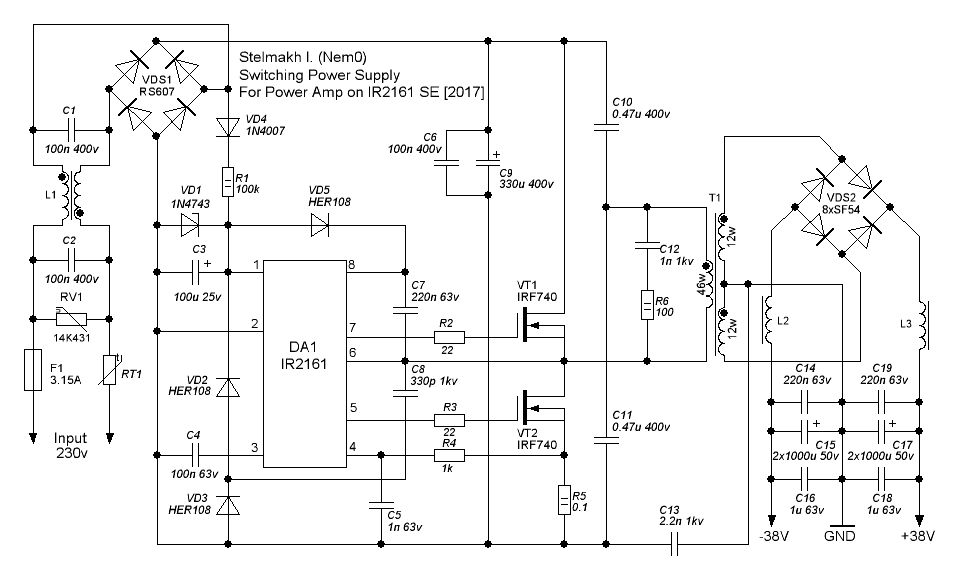 Stelmakh I. (Nem0)
Switching Power Supply
For Power Amp on IR2161 SE [2017]
VDS1
RS607
C1
100n 400v
VD4
1N4007
C6
100n 400v
C9
330u 400v
C10
0.47u 400v
R1
100k
L1
VD1
1N4743
VD5
HER108
T1
12w
46w
12w
VDS2
8xSF54
C2
100n 400v
C3
100u 25v
C12
1n 1kv
RV1
14K431
1
8
C7
220n 63v
VT1
IRF740
R6
100
2
7
R2
22
L2
L3
DA1
IR2161
6
F1
3.15A
RT1
VD2
HER108
C8
330p 1kv
C14
220n 63v
C19
220n 63v
5
R3
22
VT2
IRF740
C11
0.47u 400v
Input
230v
C4
100n 63v
3
4
R4
1k
C15
2x1000u 50v
C17
2x1000u 50v
VD3
HER108
C5
1n 63v
R5
0.1
C16
1u 63v
C18
1u 63v
C13
2.2n 1kv
-38V
GND
+38V